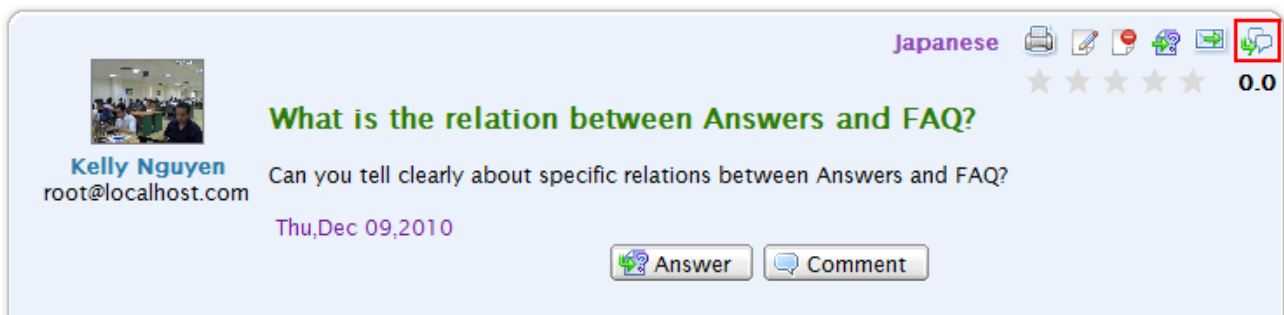 Japanese
0.0
What is the relation between Answers and FAQ?
Kelly Nguyen
root@localhost.com
Can you tell clearly about specific relations between Answers and FAQ?
Thu,Dec 09,2010
Answer Comment